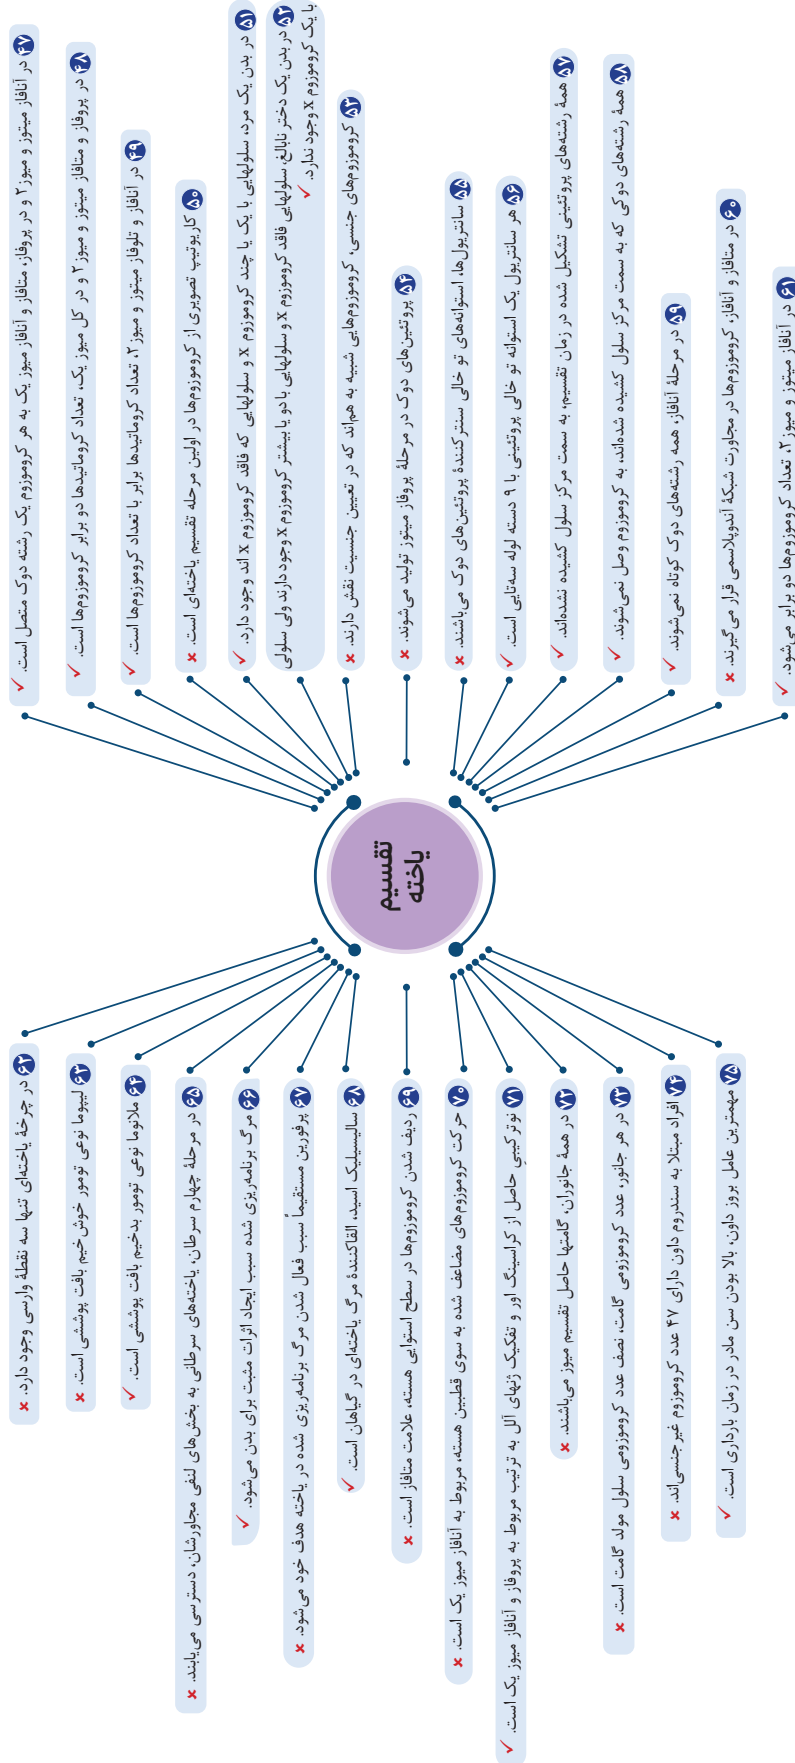 ۴۷ در آنافاز میتوز و میوز۲ و در پروفاز، متافاز و آنافاز میوز یک به هر کروموزوم یک رشته دوک متصل است. ✓
۴۸ در پروفاز و متافاز میتوز و میوز۲ و در کل میوز یک، تعداد کروماتیدها دو برابر کروموزوم‌ها است. ✓
۴۹ در آنافاز و تلوفاز میتوز و میوز۲، تعداد کروماتیدها برابر با تعداد کروموزوم‌ها است. ✓
۵۰ کاریوتیپ تصویری از کروموزوم‌ها در اولین مرحله تقسیم یاخته‌ای است. ×
۵۱ در بدن یک مرد، سلولهایی با یک یا چند کروموزوم X و سلولهایی که فاقد کروموزوم X اند وجود دارد. ✓
۵۲ در بدن یک دختر نابالغ، سلولهایی فاقد کروموزوم X و سلولهایی با دو یا بیشتر کروموزوم X وجود دارند ولی سلولی
با یک کروموزوم X وجود ندارد. ✓
۵۳ کروموزوم‌های جنسی، کروموزوم‌هایی شبیه به هم‌اند که در تعیین جنسیت نقش دارند. ×
۵۴ پروتئین‌های دوک در مرحلهٔ پروفاز میتوز تولید می‌شوند. ×
۵۵ سانتریول‌ها، استوانه‌های تو خالی سنتزکنندهٔ پروتئین‌های دوک می‌باشند. ×
۵۶ هر سانتریول یک استوانه تو خالی پروتئینی با ۹ دسته لوله سه‌تایی است. ✓
۵۷ همهٔ رشته‌های پروتئینی تشکیل شده در زمان تقسیم، به سمت مرکز سلول کشیده نشده‌اند. ✓
۵۸ همهٔ رشته‌های دوکی که به سمت مرکز سلول کشیده شده‌اند، به کروموزوم وصل نمی‌شوند. ✓
۵۹ در مرحلهٔ آنافاز، همه رشته‌های دوک کوتاه نمی‌شوند. ✓
۶۰ در متافاز و آنافاز، کروموزوم‌ها در مجاورت شبکهٔ آندوپلاسمی قرار می‌گیرند. ×
۶۱ در آنافاز میتوز و میوز۲، تعداد کروموزوم‌ها دو برابر می‌شود. ✓
تقسیم
یاخته
۶۲ در چرخهٔ یاخته‌ای تنها سه نقطهٔ وارسی وجود دارد. ×
۶۳ لیپوما نوعی تومور خوش‌خیم بافت پوششی است. ×
۶۴ ملانوما نوعی تومور بدخیم بافت پوششی است. ✓
۶۵ در مرحلهٔ چهارم سرطان، یاخته‌های سرطانی به بخش‌های لنفی مجاورشان، دسترسی می‌یابند. ×
۶۶ مرگ برنامه‌ریزی شده سبب ایجاد اثرات مثبت برای بدن می‌شود. ✓
۶۷ پرفورین مستقیماً سبب فعال شدن مرگ برنامه‌ریزی شده در یاخته هدف خود می‌شود. ×
۶۸ سالیسیلیک اسید، القاکنندهٔ مرگ یاخته‌ای در گیاهان است. ✓
۶۹ ردیف شدن کروموزوم‌ها در سطح استوایی هسته، علامت متافاز است. ×
۷۰ حرکت کروموزوم‌های مضاعف شده به سوی قطبین هسته، مربوط به آنافاز میوز یک است. ×
۷۱ نوترکیبیِ حاصل از کراسینگ اور و تفکیک ژنهای آلل به ترتیب مربوط به پروفاز و آنافاز میوز یک است. ✓
۷۲ در همهٔ جانوران، گامتها حاصل تقسیم میوز می‌باشند. ×
۷۳ در هر جانور، عدد کروموزومی گامت، نصف عدد کروموزومی سلول مولد گامت است. ×
۷۴ افراد مبتلا به سندروم داون دارای ۴۷ عدد کروموزوم غیرجنسی‌اند. ×
۷۵ مهمترین عامل بروز داون، بالا بودن سن مادر در زمان بارداری است. ✓